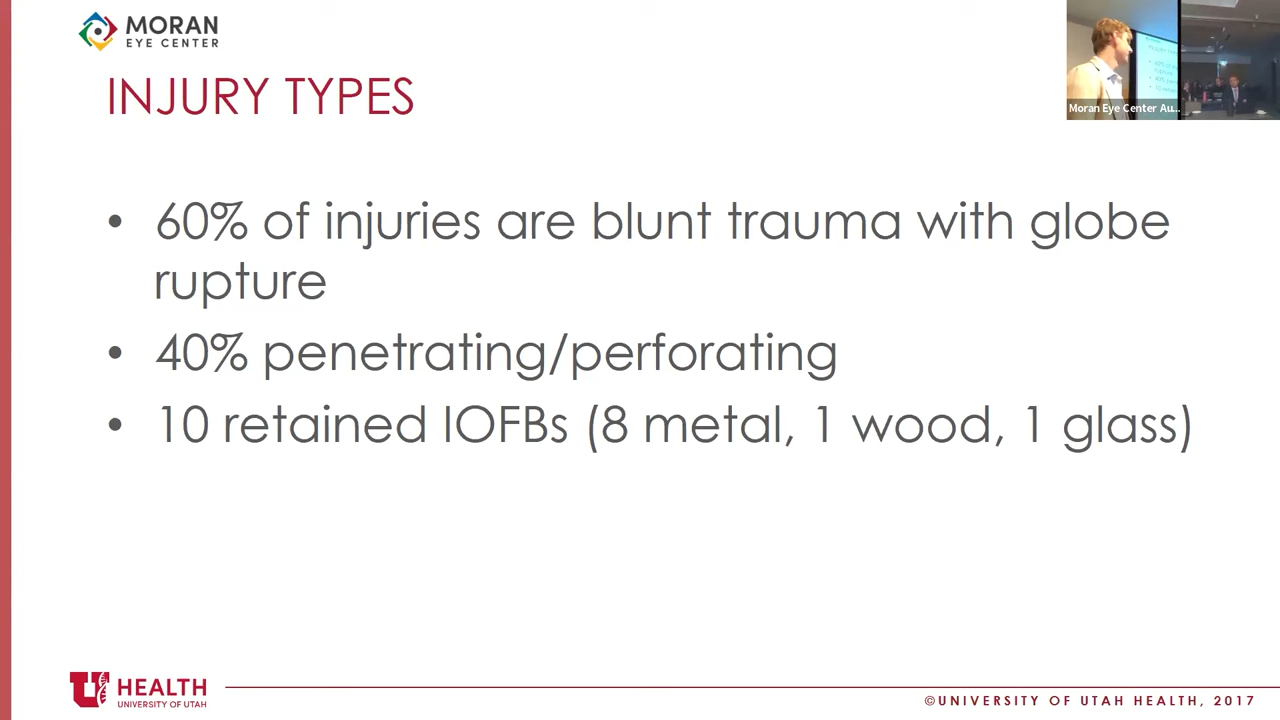 MORAN
EYE CENTER
Moran Eye Center Au...
INJURY TYPES
• 60% of injuries are blunt trauma with globe
rupture
• 40% penetrating/perforating
• 10 retained IOFBs (8 metal, 1 wood, 1 glass)
U HEALTH
UNIVERSITY OF UTAH
©UNIVERSITY OF UTAH HEALTH, 2017